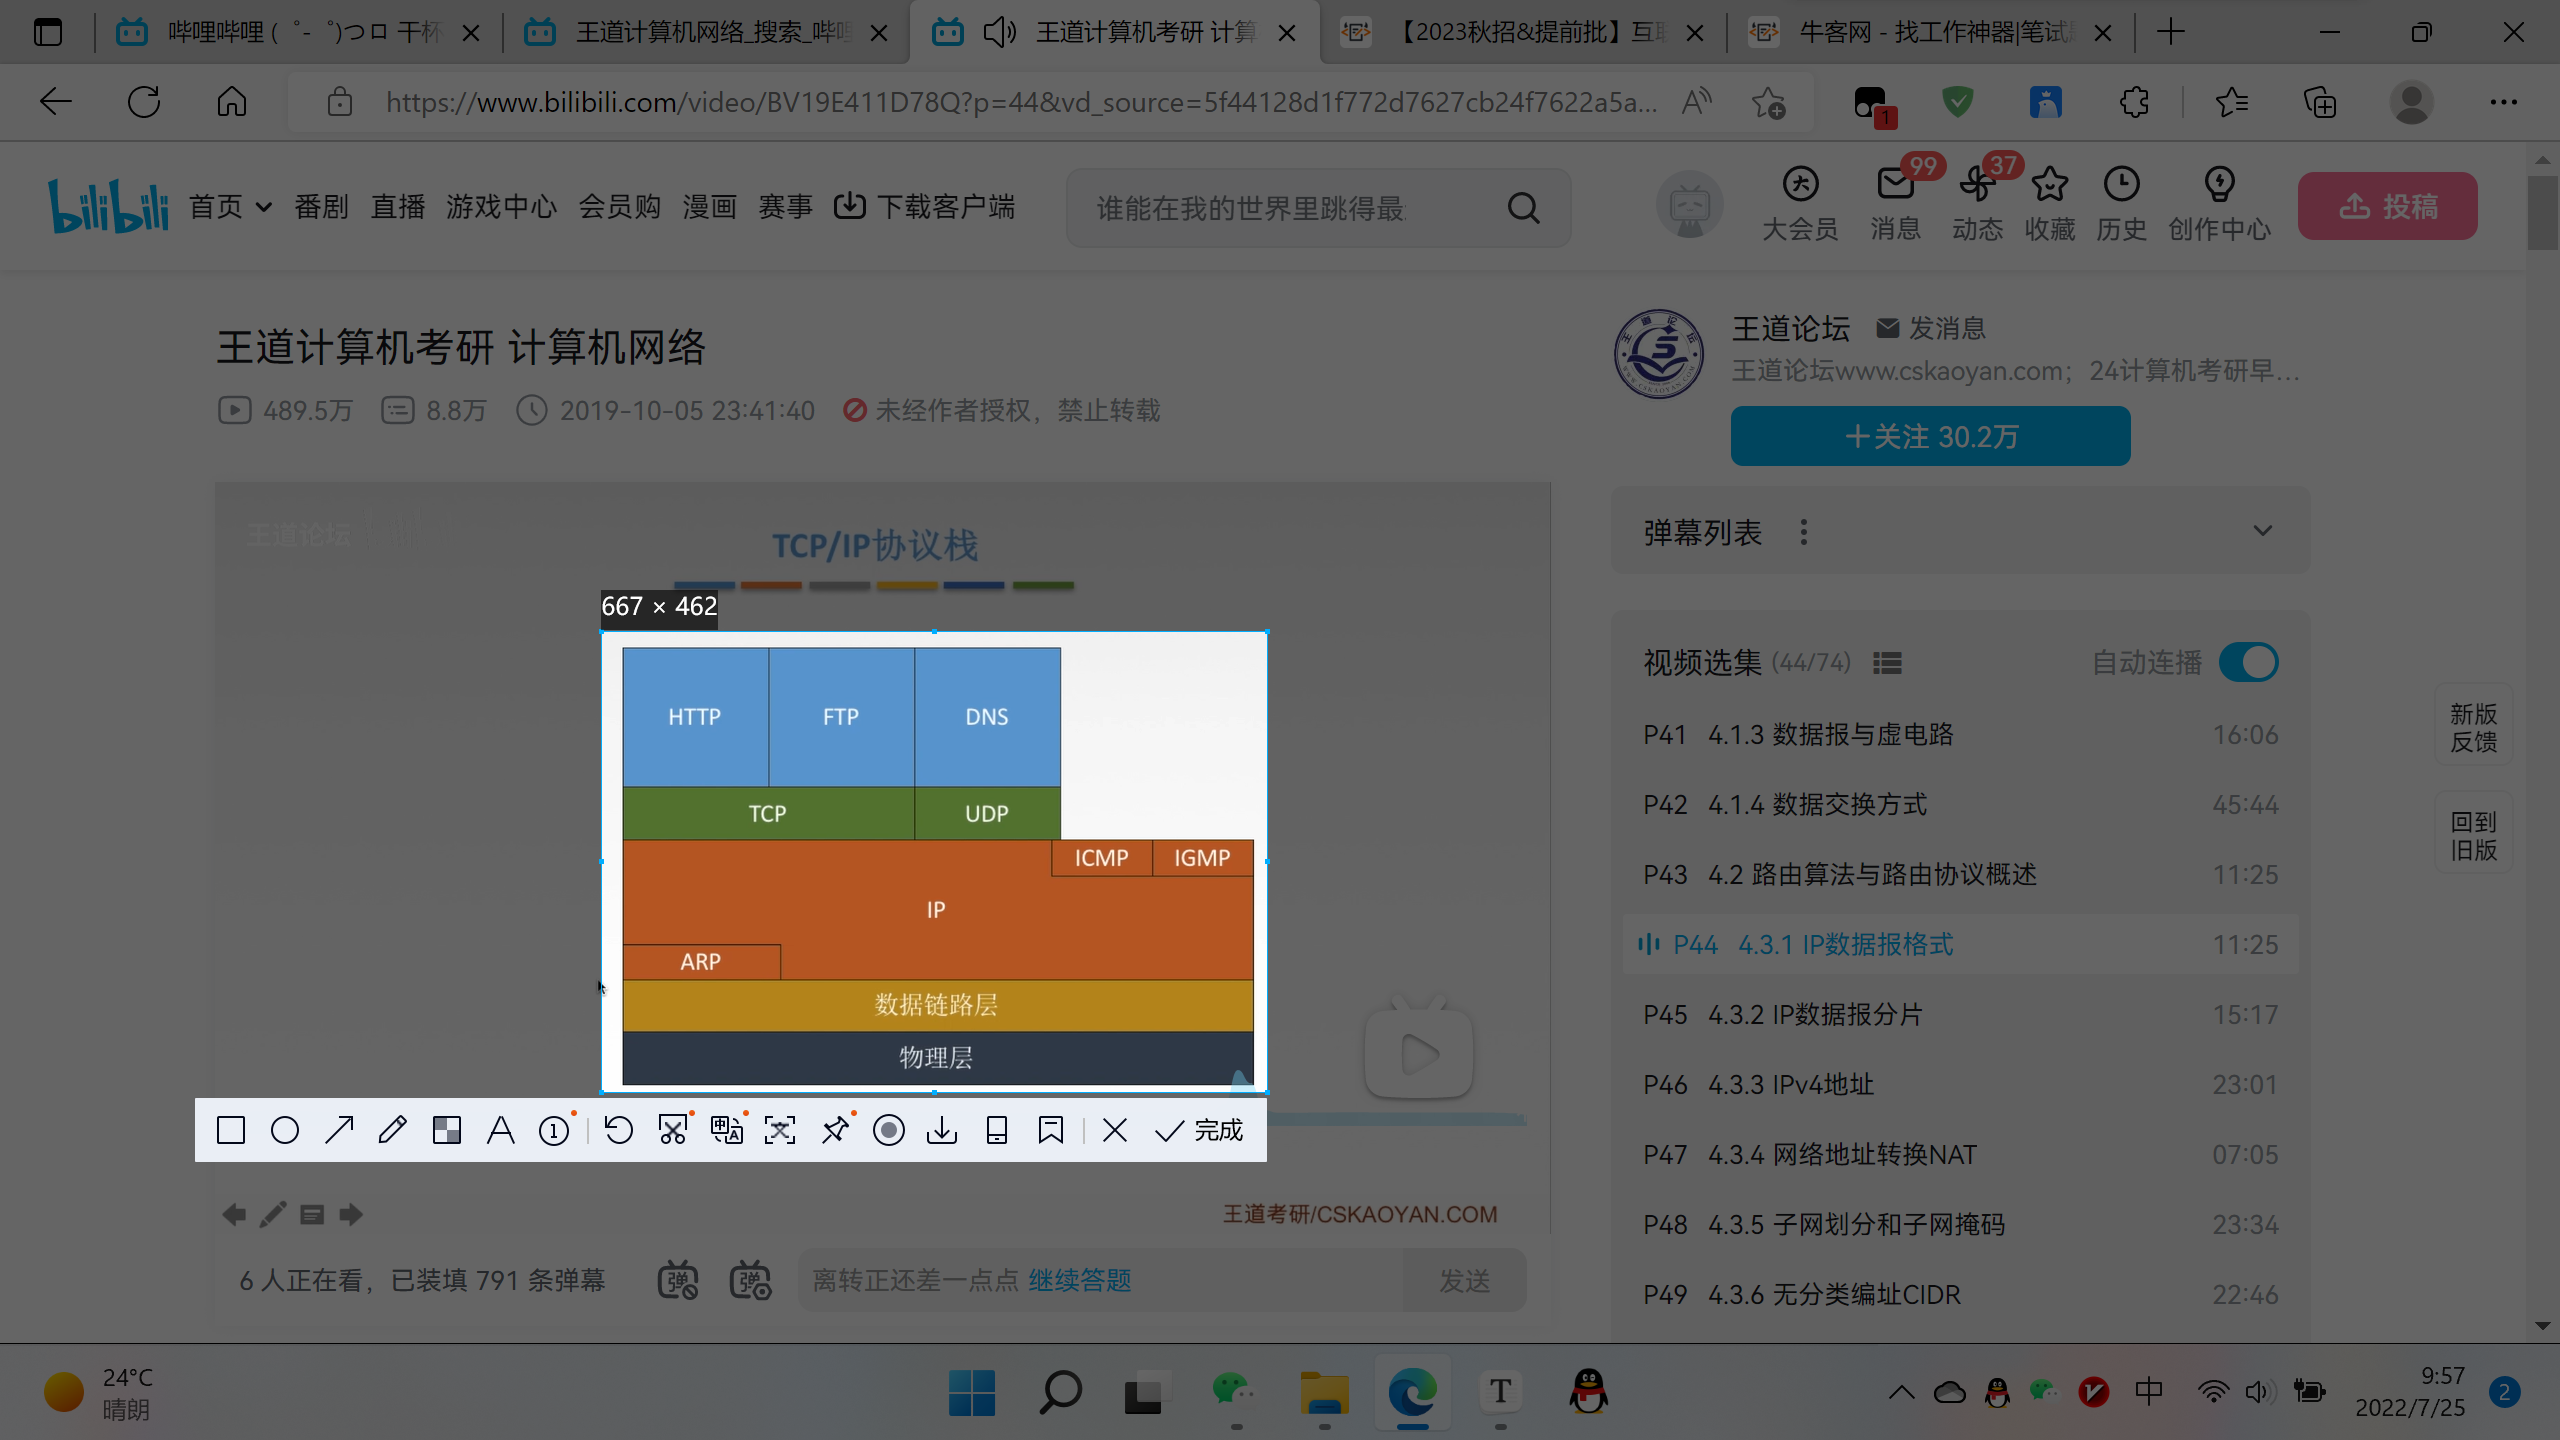 哔哩哔哩 (゜-゜)つロ 干杯
王道计算机网络_搜索_哔哩
王道计算机考研 计算
【2023秋招&提前批】互联
牛客网 - 找工作神器|笔试
https://www.bilibili.com/video/BV19E411D78Q?p=44&vd_source=5f44128d1f772d7627cb24f7622a5a...
1
bilibili
首页 番剧 直播 游戏中心 会员购 漫画 赛事 下载客户端
谁能在我的世界里跳得最
大会员
99
消息
37
动态
收藏
历史
创作中心
投稿
王道计算机考研 计算机网络
489.5万 8.8万 2019-10-05 23:41:40 未经作者授权，禁止转载
王道论坛 发消息
王道论坛www.cskaoyan.com；24计算机考研早...
+关注 30.2万
王道论坛 bilibili
TCP/IP协议栈
667 × 462
HTTP FTP DNS
TCP UDP
ICMP IGMP
IP
ARP
数据链路层
物理层
完成
王道考研/CSKAOYAN.COM
6 人正在看，已装填 791 条弹幕
离转正还差一点点 继续答题
发送
弹幕列表
视频选集 (44/74) 自动连播
P41 4.1.3 数据报与虚电路 16:06
P42 4.1.4 数据交换方式 45:44
P43 4.2 路由算法与路由协议概述 11:25
P44 4.3.1 IP数据报格式 11:25
P45 4.3.2 IP数据报分片 15:17
P46 4.3.3 IPv4地址 23:01
P47 4.3.4 网络地址转换NAT 07:05
P48 4.3.5 子网划分和子网掩码 23:34
P49 4.3.6 无分类编址CIDR 22:46
新版
反馈
回到
旧版
24°C
晴朗
中
9:57
2022/7/25
2